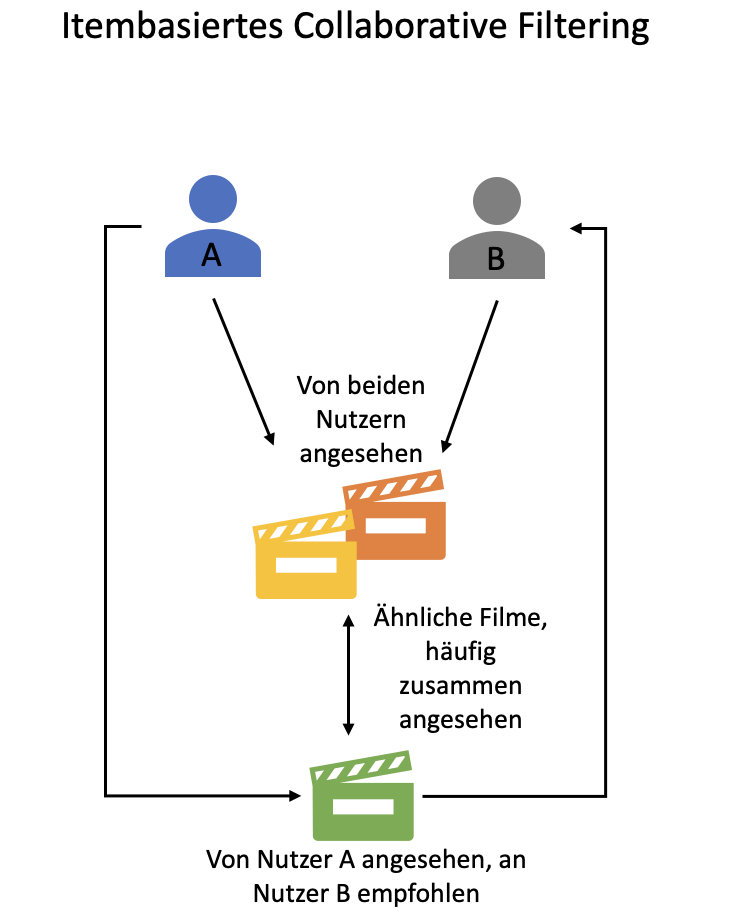 Itembasiertes Collaborative Filtering
A
B
Von beiden
Nutzern
angesehen
Ähnliche Filme,
häufig
zusammen
angesehen
Von Nutzer A angesehen, an
Nutzer B empfohlen